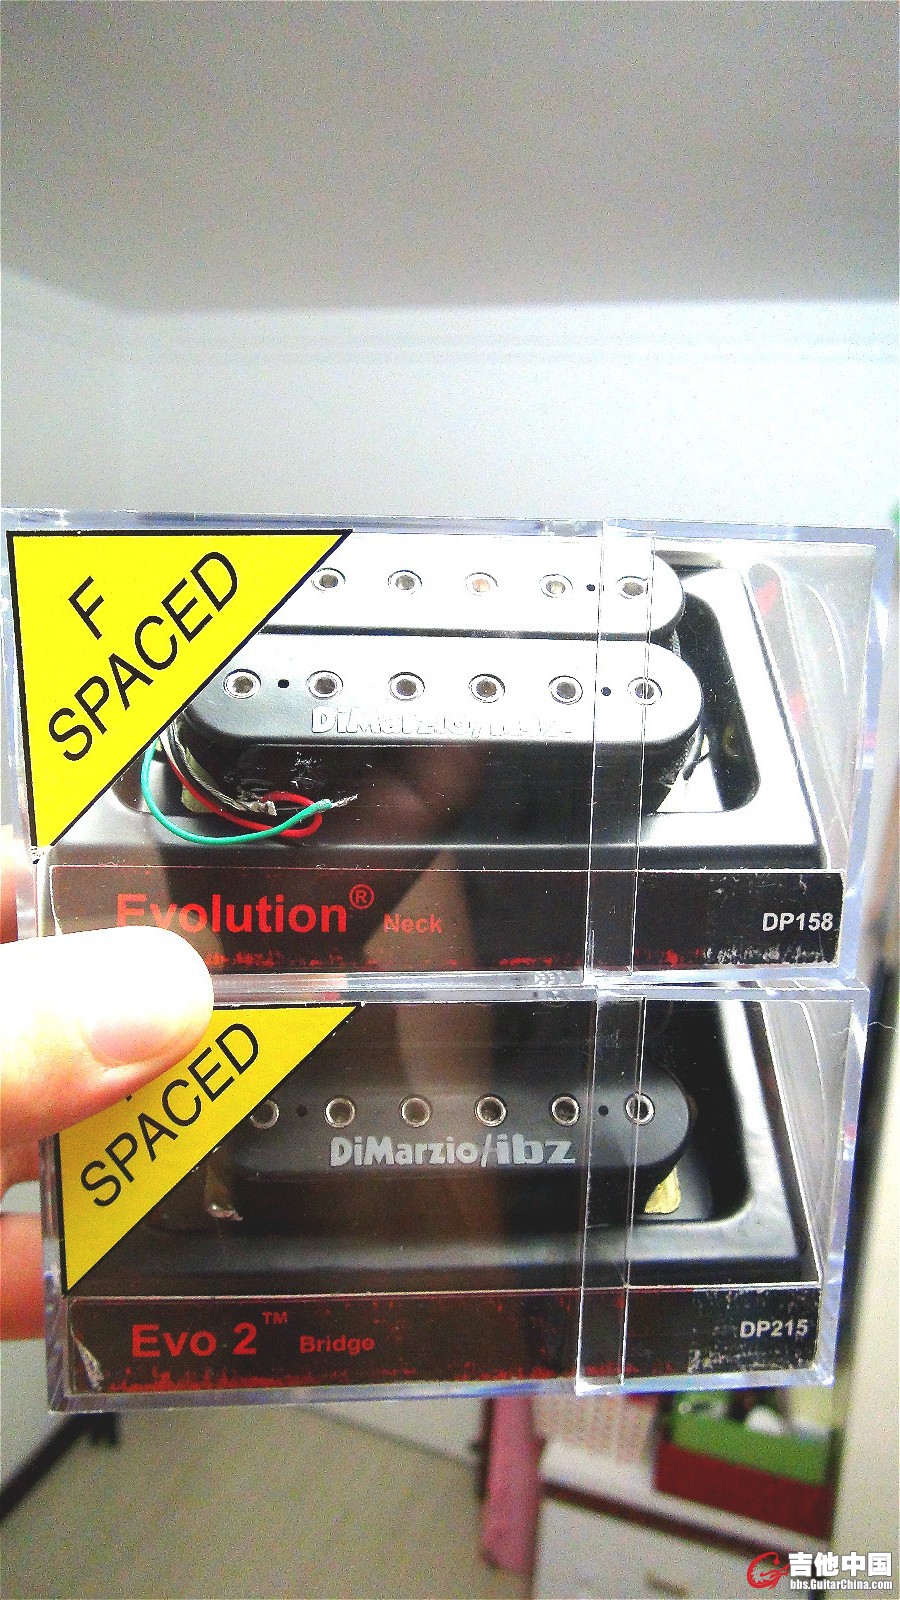 F
SPACED
DiMarzio/ibz
Evolution® Neck
DP158
SPACED
DiMarzio/ibz
Evo 2™ Bridge
DP215
吉他中国
bbs.GuitarChina.com